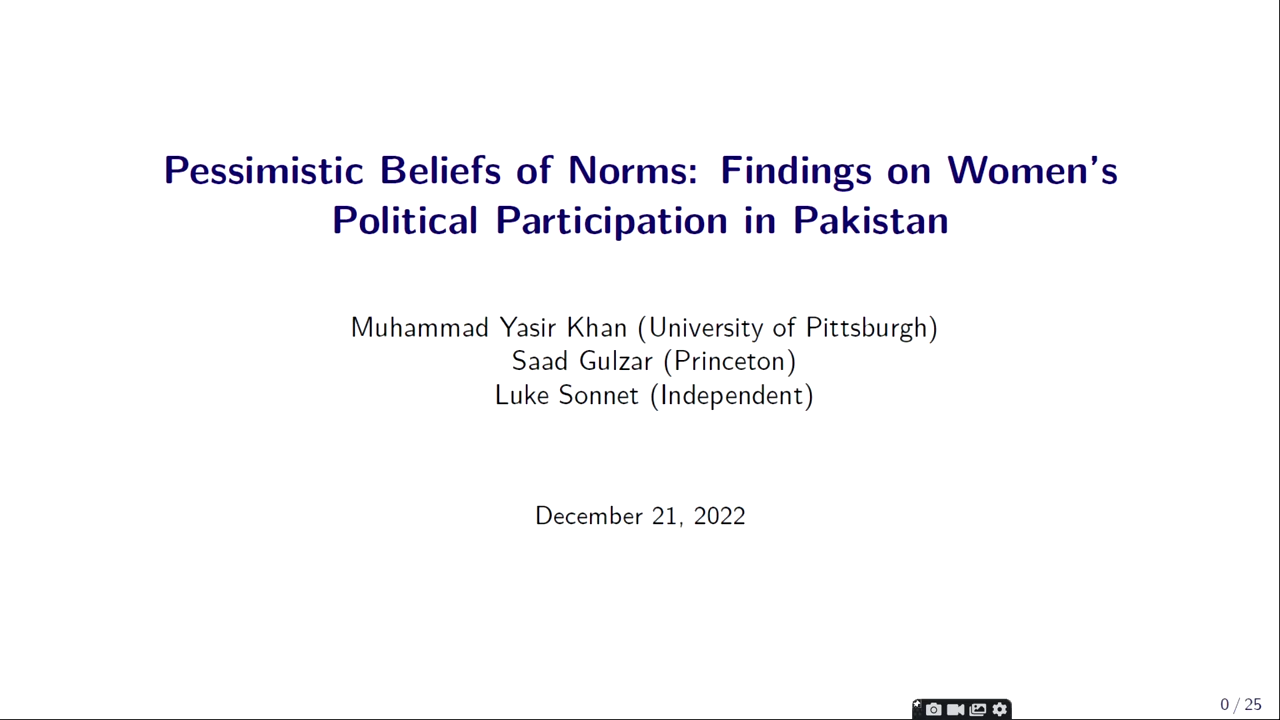 Pessimistic Beliefs of Norms: Findings on Women's
Political Participation in Pakistan
Muhammad Yasir Khan (University of Pittsburgh)
Saad Gulzar (Princeton)
Luke Sonnet (Independent)
December 21, 2022
0 / 25